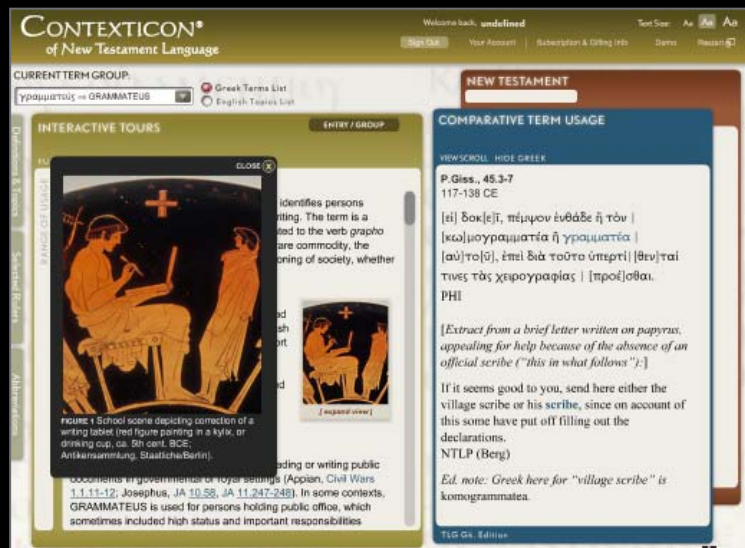 CONTEXTICON®
of New Testament Language
Welcome back, undefined
Text Size: Aa Aa Aa
Sign Out Your Account Subscription & Gifting Info Demo
CURRENT TERM GROUP:
γραμματεύς ⇒ GRAMMATEUS
Greek Terms List
English Topics List
Definitions & Topics
Selected Rulers
Abbreviations
INTERACTIVE TOURS
ENTRY / GROUP
RANGE OF USAGE
CLOSE X
FIGURE 1 School scene depicting correction of a
writing tablet (red figure painting in a kylix, or
drinking cup, ca. 5th cent. BCE;
Antikensammlung, Staatliche/Berlin).
identifies persons
riting. The term is a
ted to the verb grapho
are commodity, the
oning of society, whether
[ expand view ]
ading or writing public
documents in governmental or royal settings (Appian, Civil Wars
1.1.11-12; Josephus, JA 10.58, JA 11.247-248). In some contexts,
GRAMMATEUS is used for persons holding public office, which
sometimes included high status and important responsibilities
NEW TESTAMENT
COMPARATIVE TERM USAGE
VIEW SCROLL HIDE GREEK
P.Giss., 45.3-7
117-138 CE
[εἰ] δοκ[ε]ῖ, πέμψον ἐνθάδε ἢ τὸν |
[κω]μογραμματέα ἢ γραμματέα |
[αὐ]το[ῦ], ἐπεὶ διὰ τοῦτο ὑπερτί||[θεν]ταί
τινες τὰς χειρογραφίας | [προέ]σθαι.
PHI
[Extract from a brief letter written on papyrus,
appealing for help because of the absence of an
official scribe ("this in what follows"):]
If it seems good to you, send here either the
village scribe or his scribe, since on account of
this some have put off filling out the
declarations.
NTLP (Berg)
Ed. note: Greek here for "village scribe" is
komogrammatea.
TLG Gk. Edition